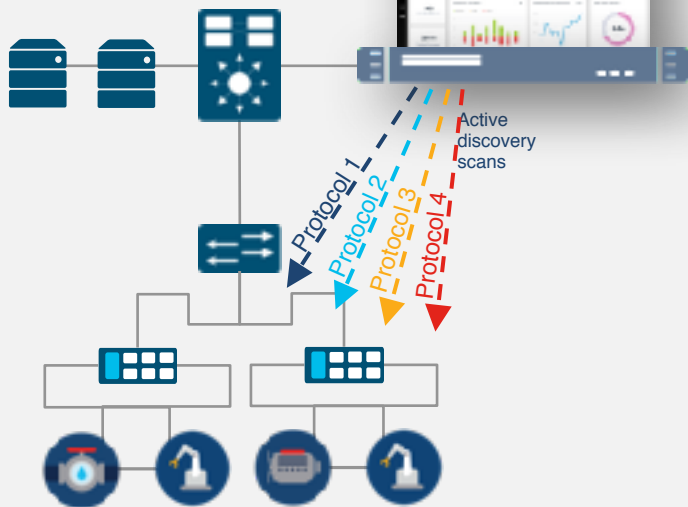 Active
discovery
scans
Protocol 1
Protocol 2
Protocol 3
Protocol 4